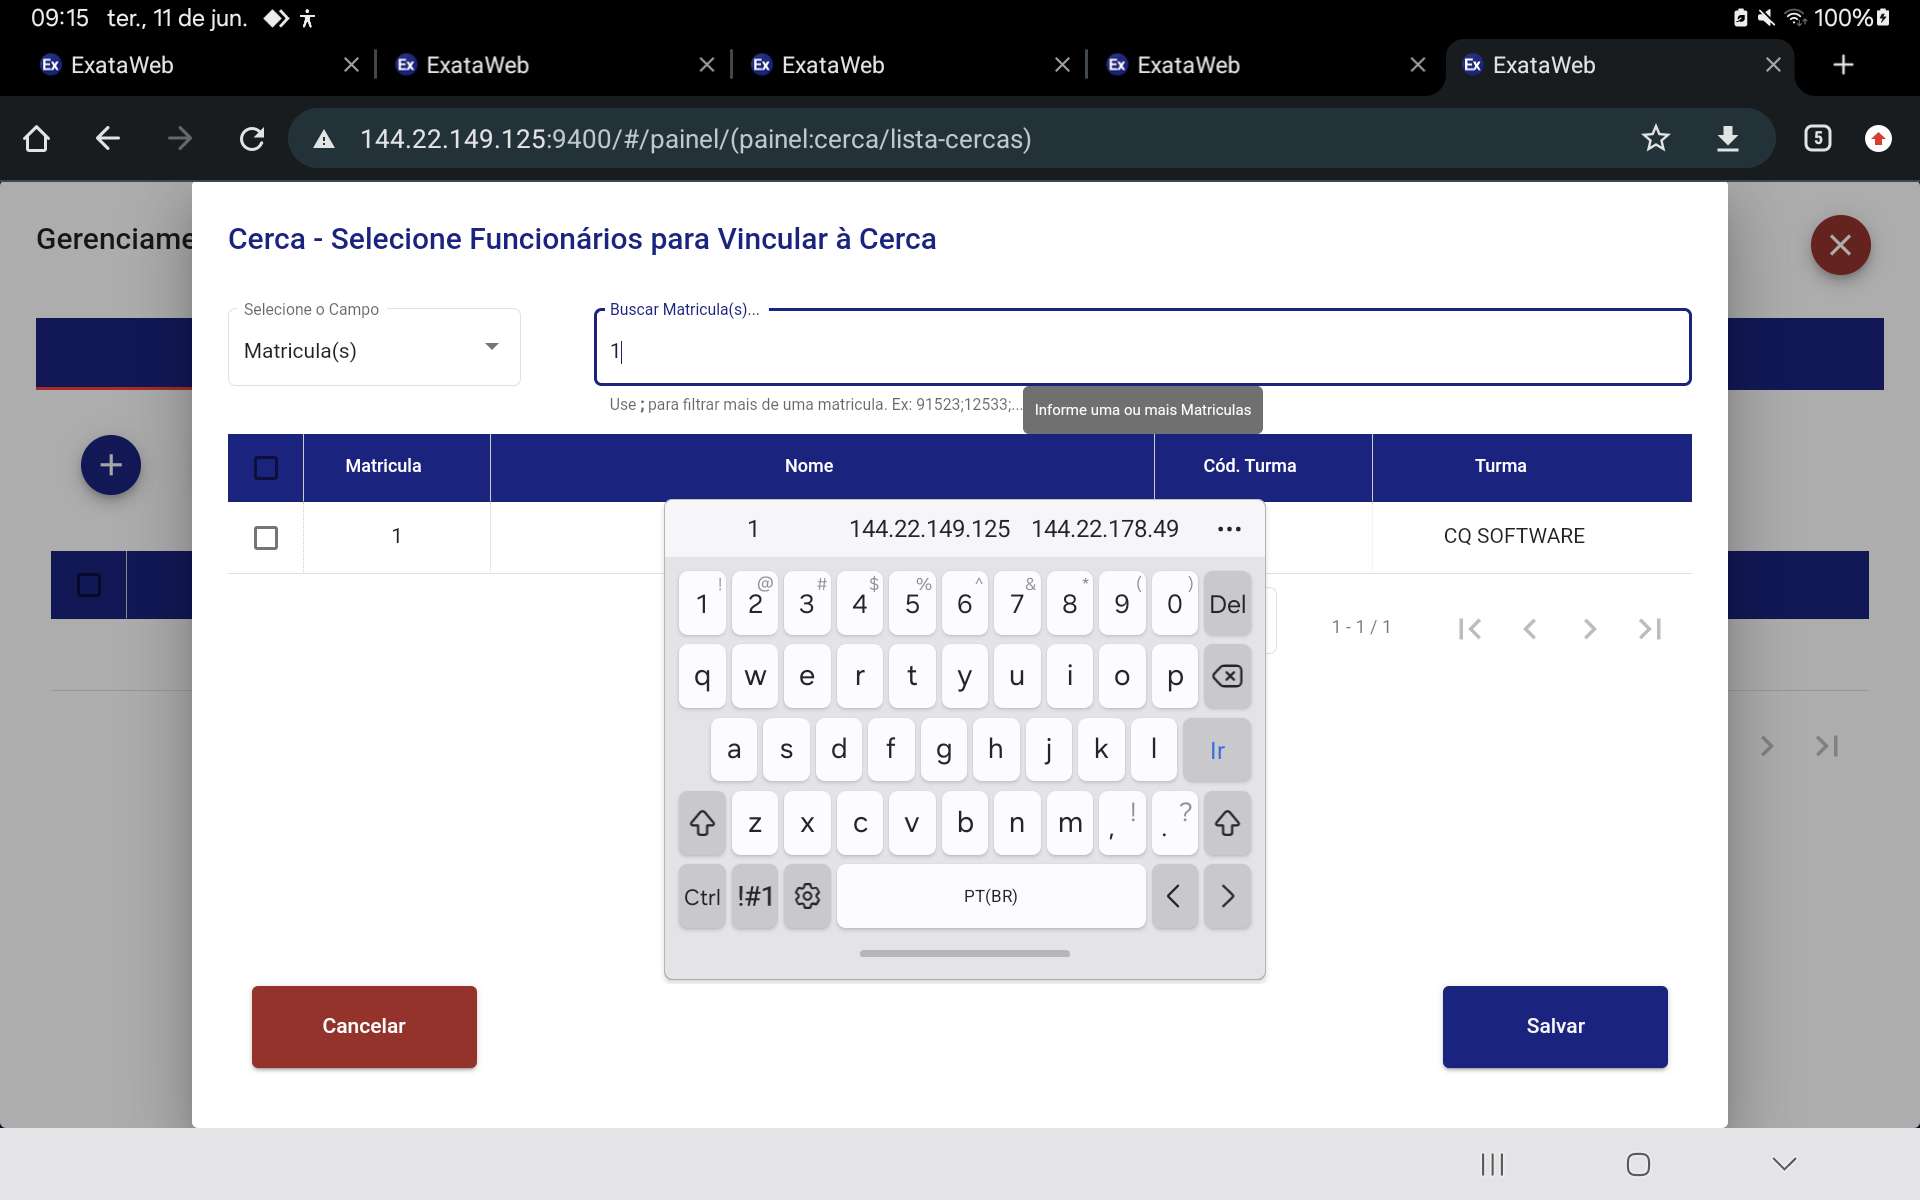 09:15 ter., 11 de jun. 100%
Ex ExataWeb Ex ExataWeb Ex ExataWeb Ex ExataWeb Ex ExataWeb
144.22.149.125:9400/#/painel/(painel:cerca/lista-cercas) 5
Gerenciame
Cerca - Selecione Funcionários para Vincular à Cerca
Selecione o Campo
Matricula(s)
Buscar Matricula(s)...
1
Use ; para filtrar mais de uma matricula. Ex: 91523;12533;...
Informe uma ou mais Matriculas
Matricula Nome Cód. Turma Turma
1 CQ SOFTWARE
1 144.22.149.125 144.22.178.49 •••
! @ # $ % ^ & * ( )
1 2 3 4 5 6 7 8 9 0 Del
1 - 1 / 1
q w e r t y u i o p
a s d f g h j k l Ir
z x c v b n m , ! . ?
Ctrl !#1 PT(BR)
Cancelar
Salvar